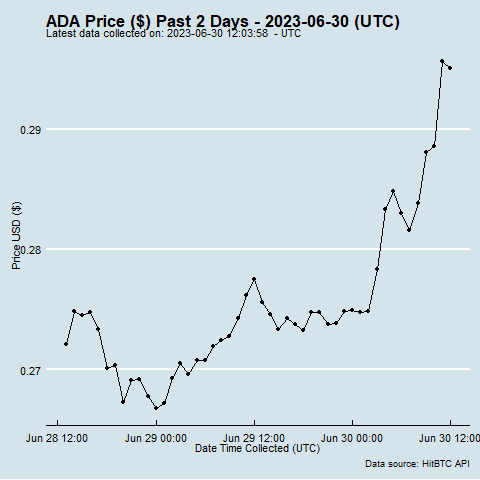 ADA Price ($) Past 2 Days - 2023-06-30 (UTC)
Latest data collected on: 2023-06-30 12:03:58 - UTC
0.29
0.28
0.27
Price USD ($)
Jun 28 12:00 Jun 29 00:00 Jun 29 12:00 Jun 30 00:00 Jun 30 12:00
Date Time Collected (UTC)
Data source: HitBTC API